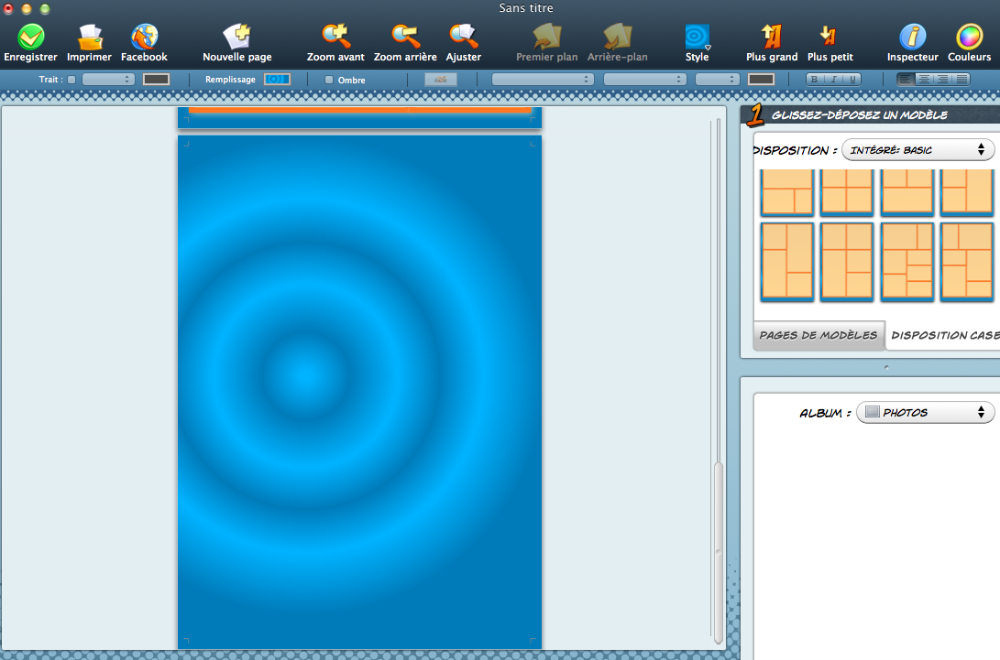 Sans titre
Enregistrer Imprimer Facebook Nouvelle page Zoom avant Zoom arrière Ajuster Premier plan Arrière-plan Style Plus grand Plus petit Inspecteur Couleurs
Trait : Remplissage Ombre B I U
1 GLISSEZ-DÉPOSEZ UN MODÈLE
DISPOSITION : INTÉGRÉ: BASIC
PAGES DE MODÈLES DISPOSITION CASE
ALBUM : PHOTOS